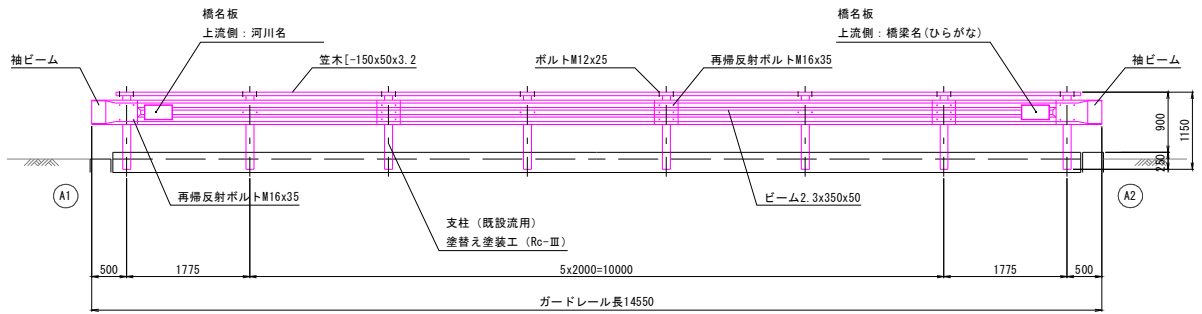 橋名板
上流側：河川名
橋名板
上流側：橋梁名(ひらがな)
袖ビーム
笠木[-150x50x3.2
ボルトM12x25
再帰反射ボルトM16x35
袖ビーム
900
1150
250
A1
再帰反射ボルトM16x35
ビーム2.3x350x50
A2
支柱（既設流用）
塗替え塗装工（Rc-Ⅲ）
500
1775
5x2000=10000
1775
500
ガードレール長14550